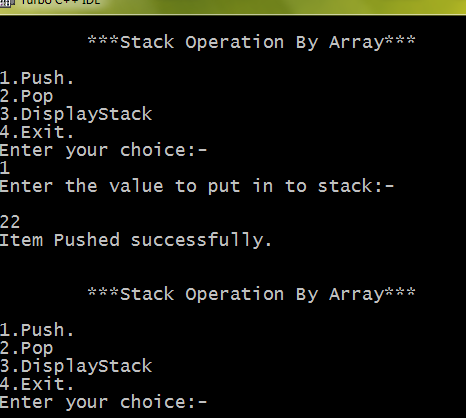 Turbo C++ IDE
***Stack Operation By Array***
1.Push.
2.Pop
3.DisplayStack
4.Exit.
Enter your choice:-
1
Enter the value to put in to stack:-
22
Item Pushed successfully.
***Stack Operation By Array***
1.Push.
2.Pop
3.DisplayStack
4.Exit.
Enter your choice:-